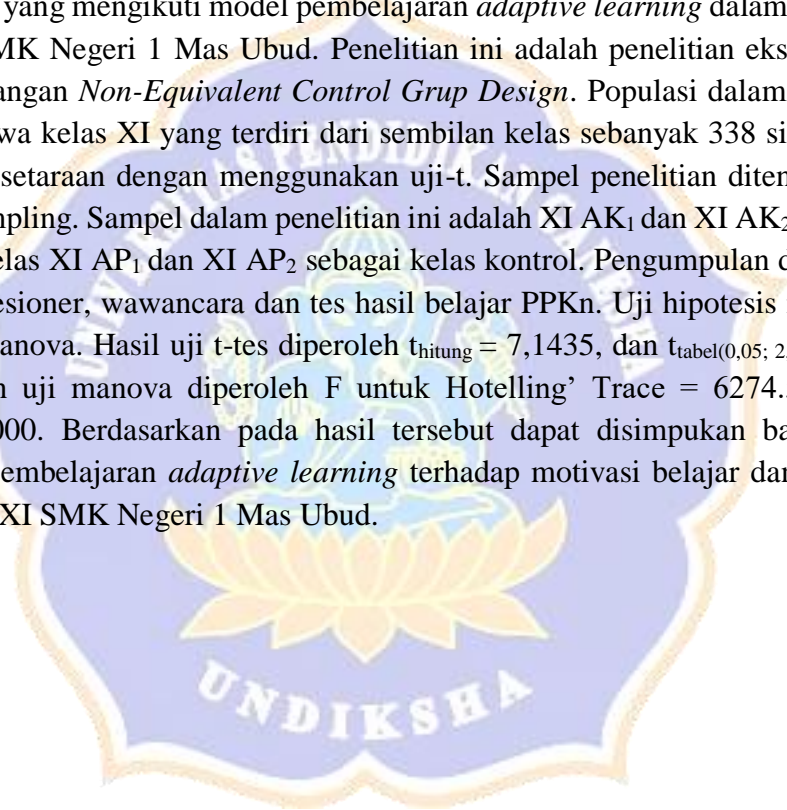 yang mengikuti model pembelajaran adaptive learning dalam
MK Negeri 1 Mas Ubud. Penelitian ini adalah penelitian eks
angan Non-Equivalent Control Grup Design. Populasi dalam
wa kelas XI yang terdiri dari sembilan kelas sebanyak 338 si
setaraan dengan menggunakan uji-t. Sampel penelitian diten
mpling. Sampel dalam penelitian ini adalah XI AK1 dan XI AK2
elas XI AP1 dan XI AP2 sebagai kelas kontrol. Pengumpulan d
esioner, wawancara dan tes hasil belajar PPKn. Uji hipotesis
anova. Hasil uji t-tes diperoleh thitung = 7,1435, dan ttabel(0,05; 2,
n uji manova diperoleh F untuk Hotelling’ Trace = 6274.
000. Berdasarkan pada hasil tersebut dapat disimpukan ba
embelajaran adaptive learning terhadap motivasi belajar dan
XI SMK Negeri 1 Mas Ubud.
UNIVERSITAS PENDIDIKAN GANESHA
UNDIKSHA